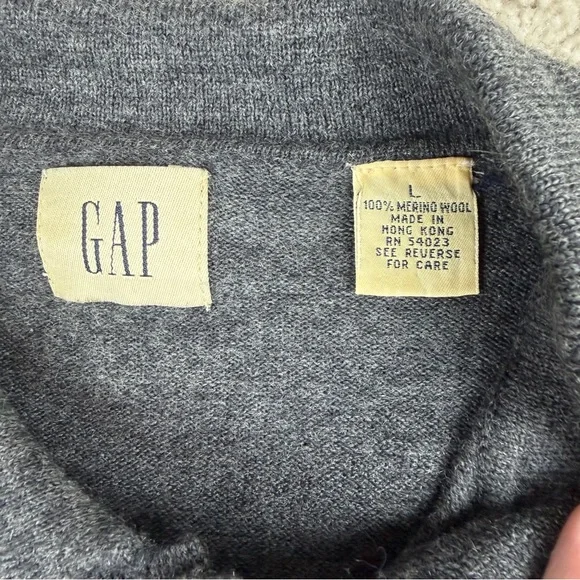 GAP
L
100% MERINO WOOL
MADE IN
HONG KONG
RN 54023
SEE REVERSE
FOR CARE